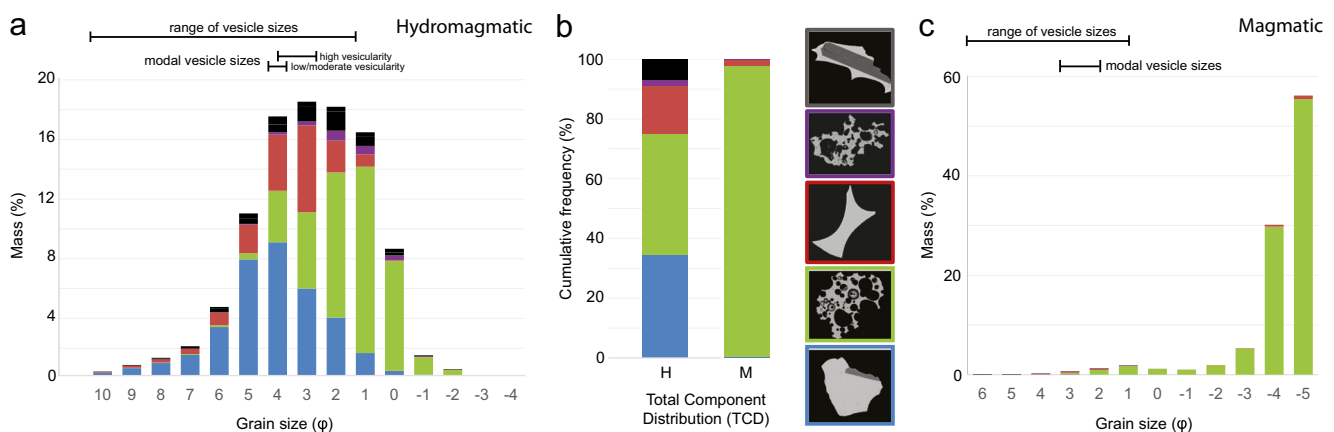 a
Hydromagmatic
range of vesicle sizes
modal vesicle sizes
high vesicularity
low/moderate vesicularity
20
16
12
8
4
0
Mass (%)
10 9 8 7 6 5 4 3 2 1 0 -1 -2 -3 -4
Grain size (φ)
b
100
80
60
40
20
0
Cumulative frequency (%)
H M
Total Component
Distribution (TCD)
c
Magmatic
range of vesicle sizes
modal vesicle sizes
60
40
20
0
Mass (%)
6 5 4 3 2 1 0 -1 -2 -3 -4 -5
Grain size (φ)